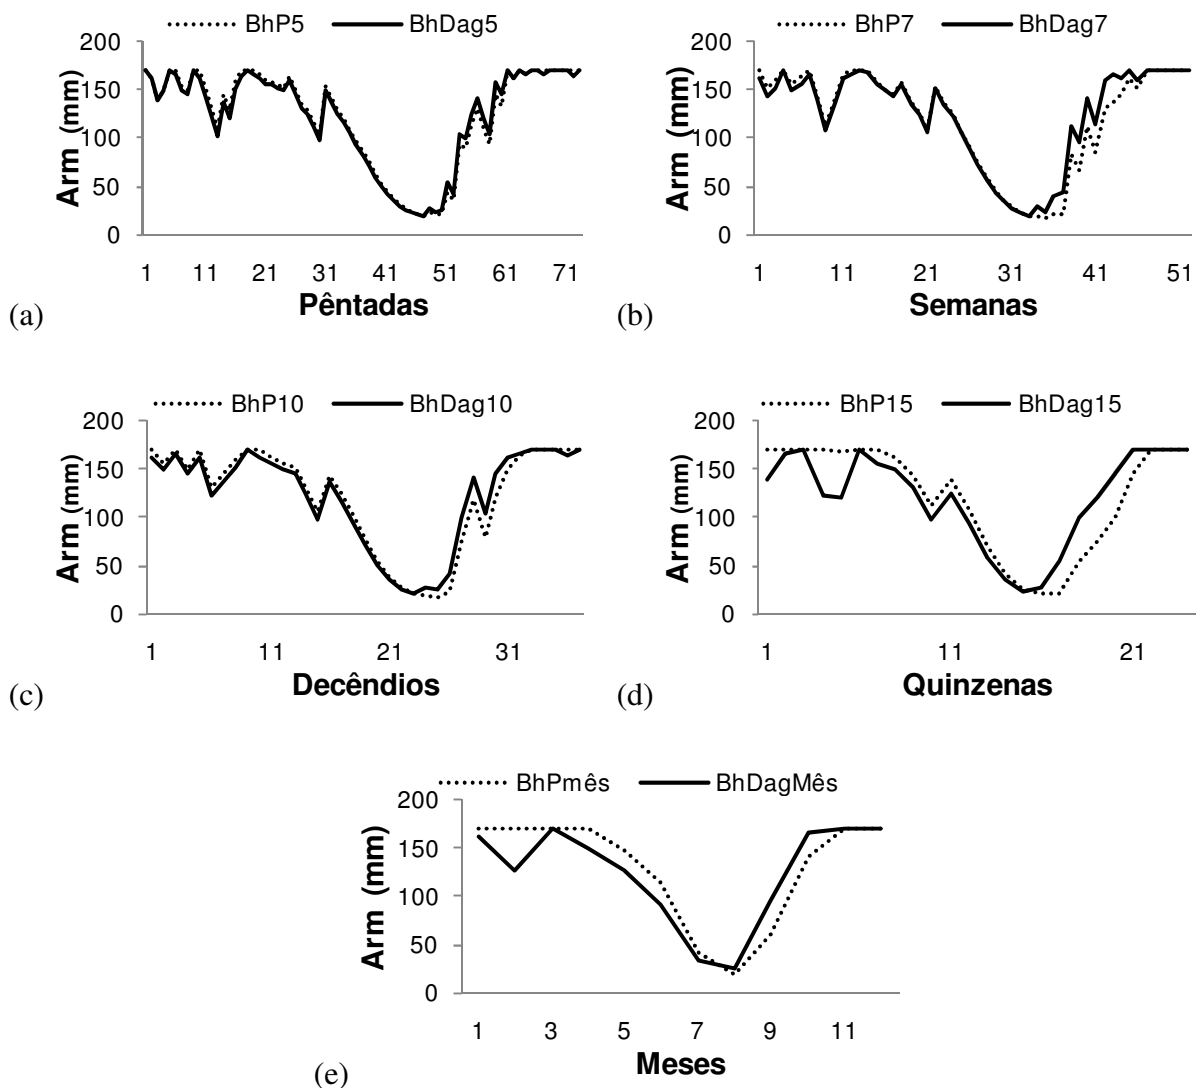 BhP5 BhDag5
200
150
100
50
0
Arm (mm)
1 11 21 31 41 51 61 71
Pêntadas
(a)
BhP7 BhDag7
200
150
100
50
0
Arm (mm)
1 11 21 31 41 51
Semanas
(b)
BhP10 BhDag10
200
150
100
50
0
Arm (mm)
1 11 21 31
Decêndios
(c)
BhP15 BhDag15
200
150
100
50
0
Arm (mm)
1 11 21
Quinzenas
(d)
BhPmês BhDagMês
200
150
100
50
0
Arm (mm)
1 3 5 7 9 11
Meses
(e)